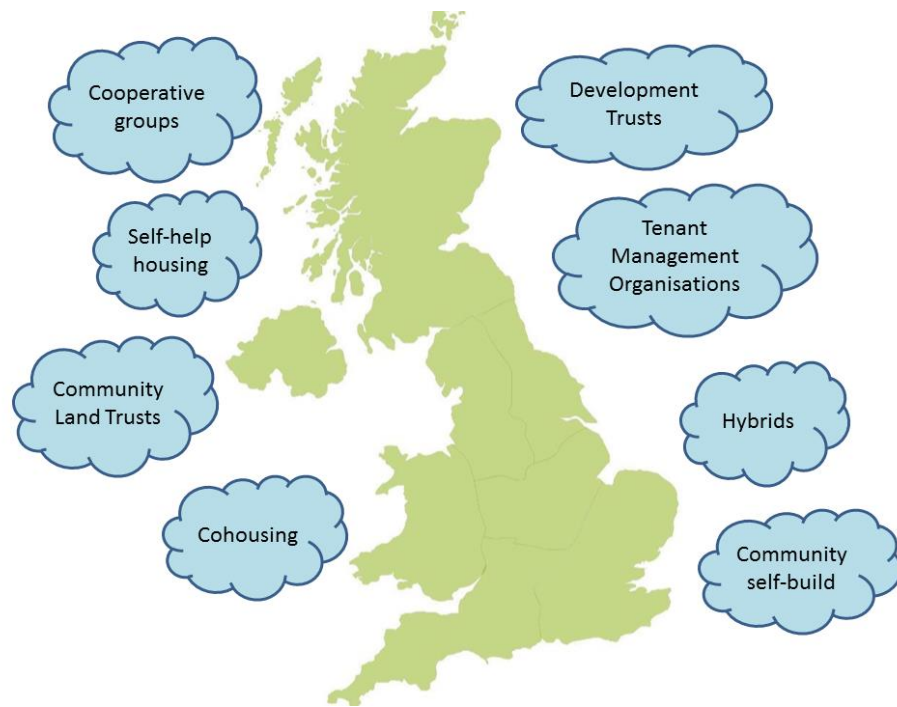 Cooperative
groups
Development
Trusts
Self-help
housing
Tenant
Management
Organisations
Community
Land Trusts
Hybrids
Cohousing
Community
self-build